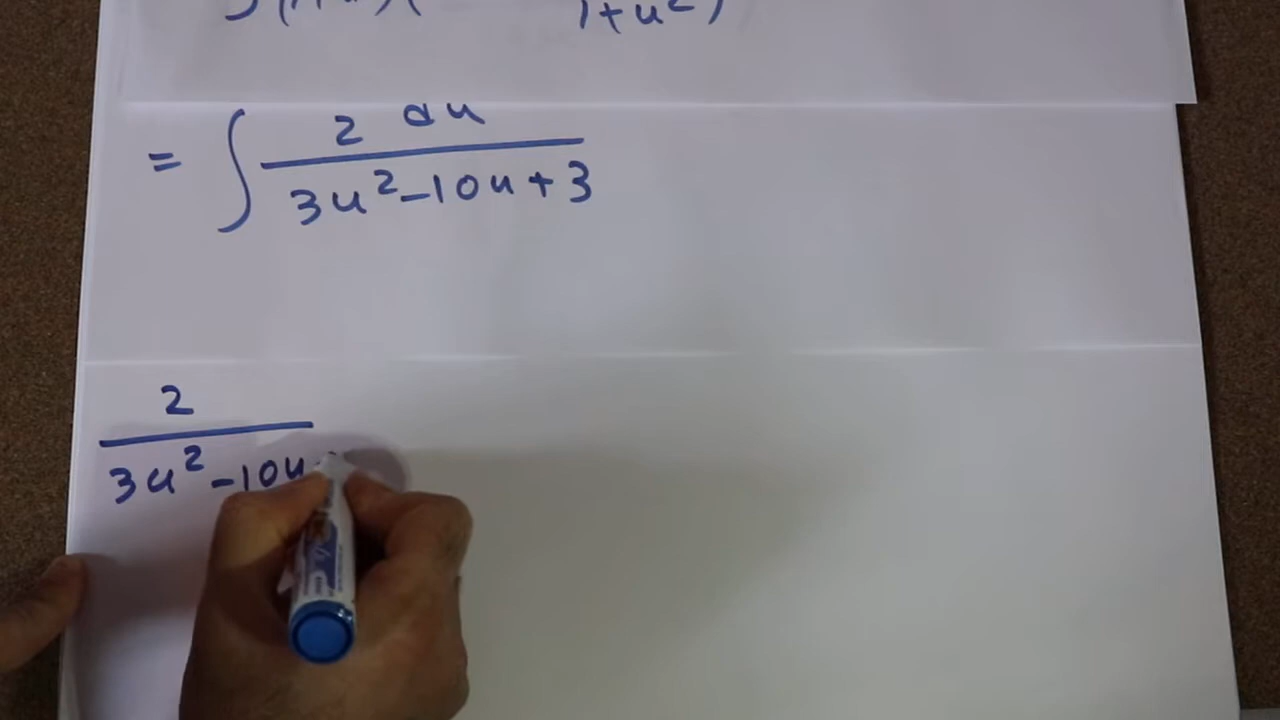 1+u²)
= ∫ 2 du
3u²-10u+3
2
3u²-10u